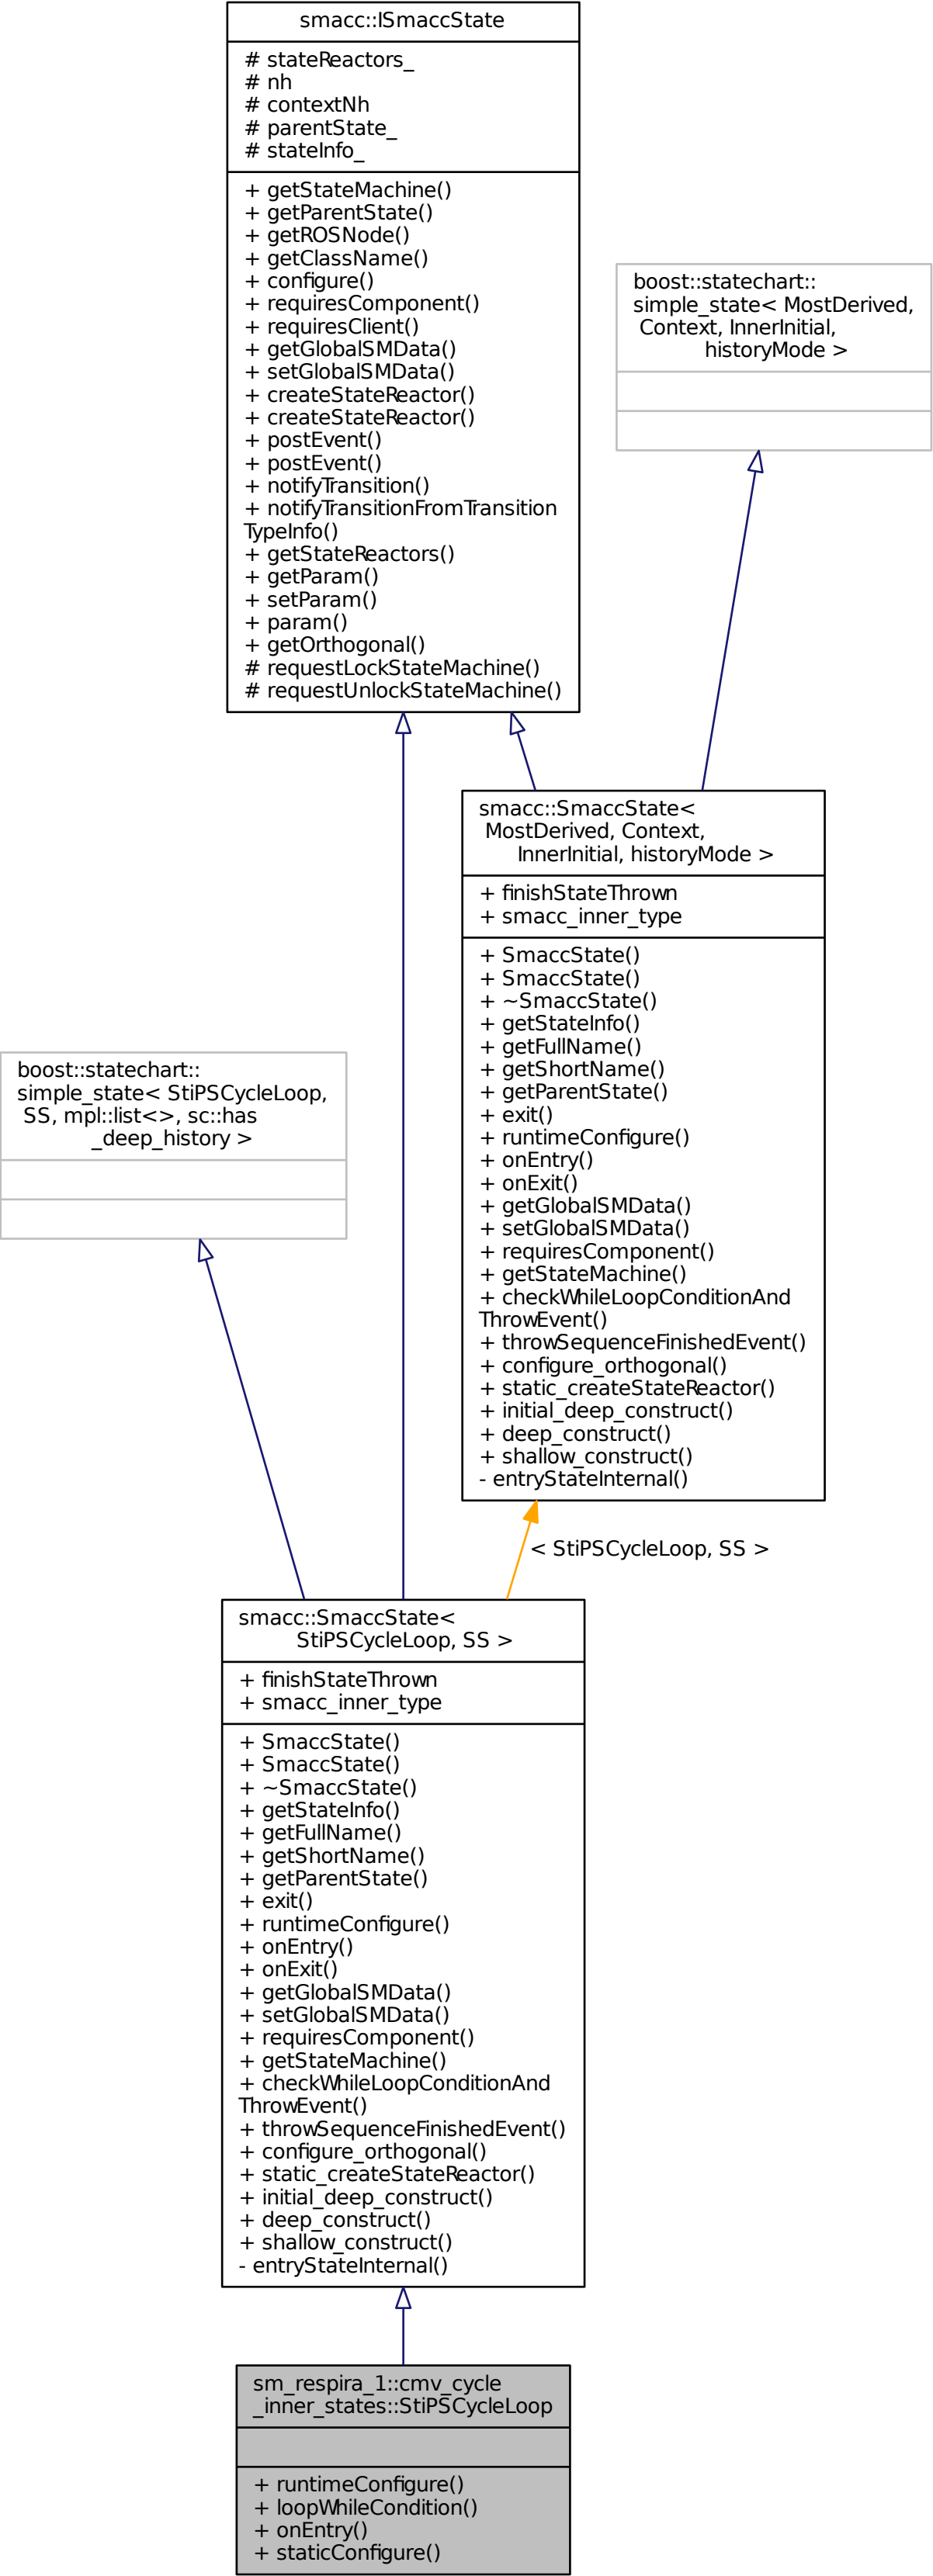 smacc::ISmaccState
# stateReactors_
# nh
# contextNh
# parentState_
# stateInfo_
+ getStateMachine()
+ getParentState()
+ getROSNode()
+ getClassName()
+ configure()
+ requiresComponent()
+ requiresClient()
+ getGlobalSMData()
+ setGlobalSMData()
+ createStateReactor()
+ createStateReactor()
+ postEvent()
+ postEvent()
+ notifyTransition()
+ notifyTransitionFromTransition
TypeInfo()
+ getStateReactors()
+ getParam()
+ setParam()
+ param()
+ getOrthogonal()
# requestLockStateMachine()
# requestUnlockStateMachine()
boost::statechart::
simple_state< MostDerived,
Context, InnerInitial,
historyMode >
smacc::SmaccState<
MostDerived, Context,
InnerInitial, historyMode >
+ finishStateThrown
+ smacc_inner_type
+ SmaccState()
+ SmaccState()
+ ~SmaccState()
+ getStateInfo()
+ getFullName()
+ getShortName()
+ getParentState()
+ exit()
+ runtimeConfigure()
+ onEntry()
+ onExit()
+ getGlobalSMData()
+ setGlobalSMData()
+ requiresComponent()
+ getStateMachine()
+ checkWhileLoopConditionAnd
ThrowEvent()
+ throwSequenceFinishedEvent()
+ configure_orthogonal()
+ static_createStateReactor()
+ initial_deep_construct()
+ deep_construct()
+ shallow_construct()
- entryStateInternal()
boost::statechart::
simple_state< StiPSCycleLoop,
SS, mpl::list<>, sc::has
_deep_history >
< StiPSCycleLoop, SS >
smacc::SmaccState<
StiPSCycleLoop, SS >
+ finishStateThrown
+ smacc_inner_type
+ SmaccState()
+ SmaccState()
+ ~SmaccState()
+ getStateInfo()
+ getFullName()
+ getShortName()
+ getParentState()
+ exit()
+ runtimeConfigure()
+ onEntry()
+ onExit()
+ getGlobalSMData()
+ setGlobalSMData()
+ requiresComponent()
+ getStateMachine()
+ checkWhileLoopConditionAnd
ThrowEvent()
+ throwSequenceFinishedEvent()
+ configure_orthogonal()
+ static_createStateReactor()
+ initial_deep_construct()
+ deep_construct()
+ shallow_construct()
- entryStateInternal()
sm_respira_1::cmv_cycle
_inner_states::StiPSCycleLoop
+ runtimeConfigure()
+ loopWhileCondition()
+ onEntry()
+ staticConfigure()